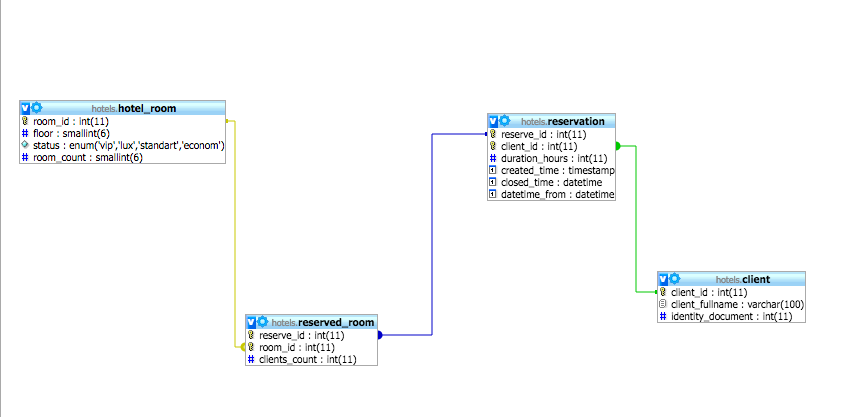 hotels.hotel_room
room_id : int(11)
floor : smallint(6)
status : enum('vip','lux','standart','econom')
room_count : smallint(6)
hotels.reservation
reserve_id : int(11)
client_id : int(11)
duration_hours : int(11)
created_time : timestamp
closed_time : datetime
datetime_from : datetime
hotels.client
client_id : int(11)
client_fullname : varchar(100)
identity_document : int(11)
hotels.reserved_room
reserve_id : int(11)
room_id : int(11)
clients_count : int(11)